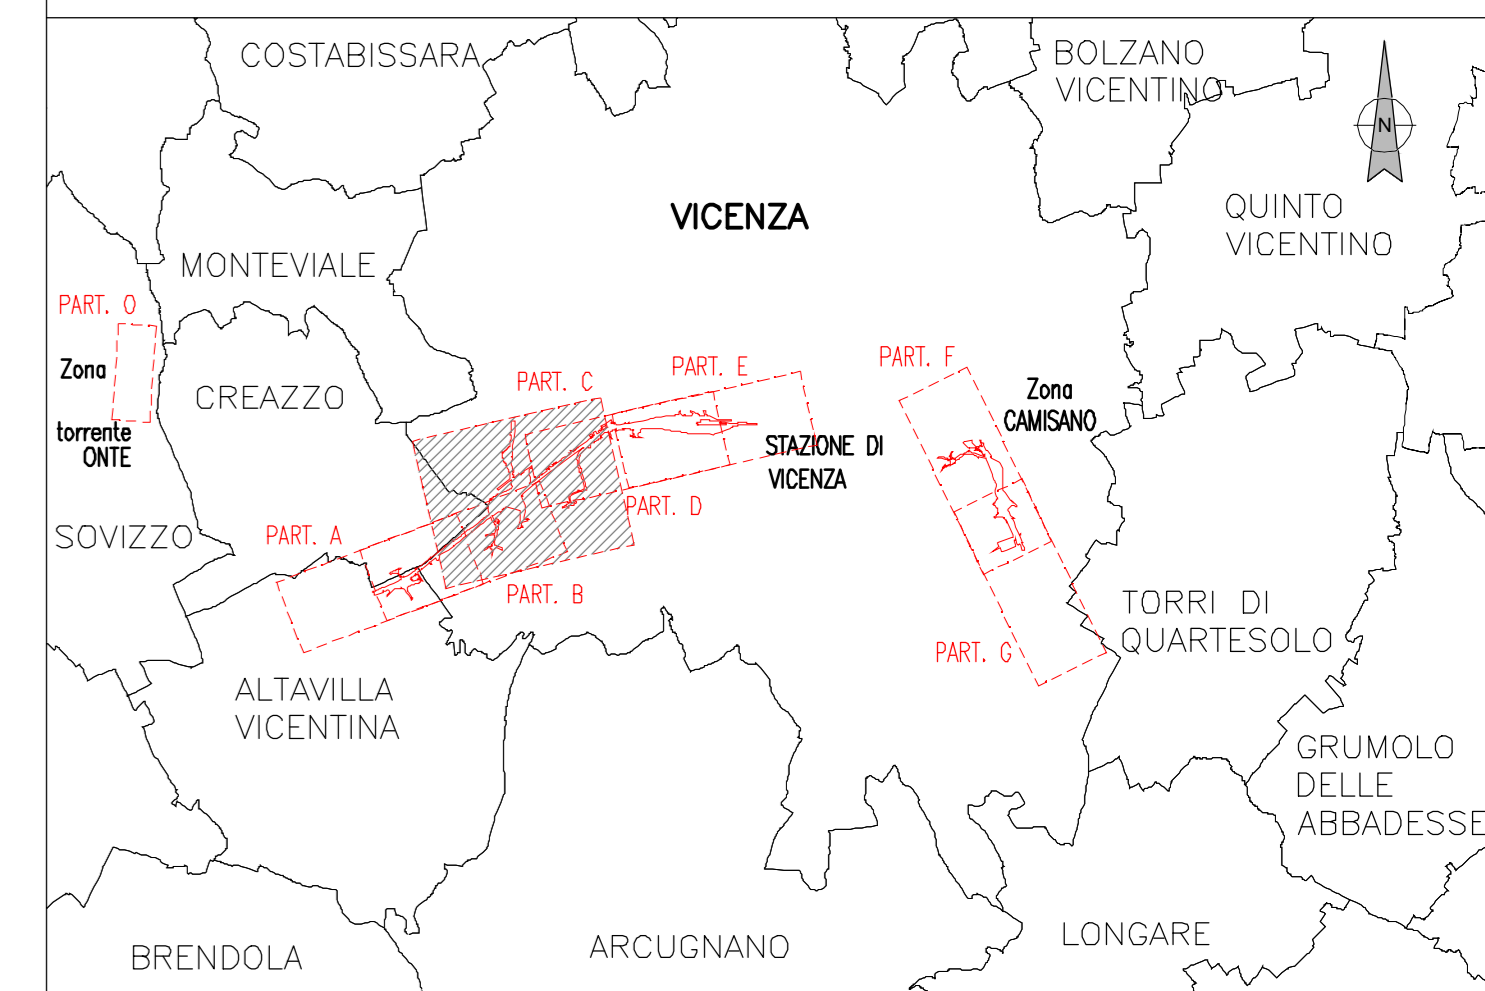 COSTABISSARA
BOLZANO
VICENTINO
N
VICENZA
QUINTO
VICENTINO
MONTEVIALE
PART. O
Zona
torrente
ONTE
CREAZZO
PART. C
PART. E
PART. F
Zona
CAMISANO
STAZIONE DI
VICENZA
PART. D
SOVIZZO
PART. A
PART. B
TORRI DI
QUARTESOLO
PART. G
ALTAVILLA
VICENTINA
GRUMOLO
DELLE
ABBADESSE
BRENDOLA
ARCUGNANO
LONGARE